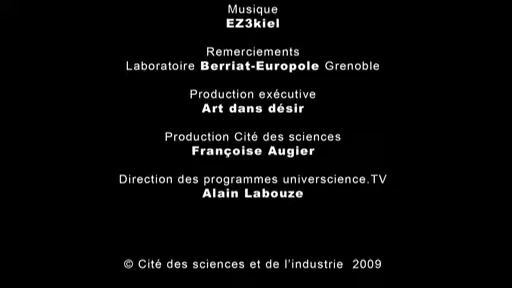 Musique
EZ3kiel
Remerciements
Laboratoire Berriat-Europole Grenoble
Production exécutive
Art dans désir
Production Cité des sciences
Françoise Augier
Direction des programmes universcience.TV
Alain Labouze
© Cité des sciences et de l'industrie 2009